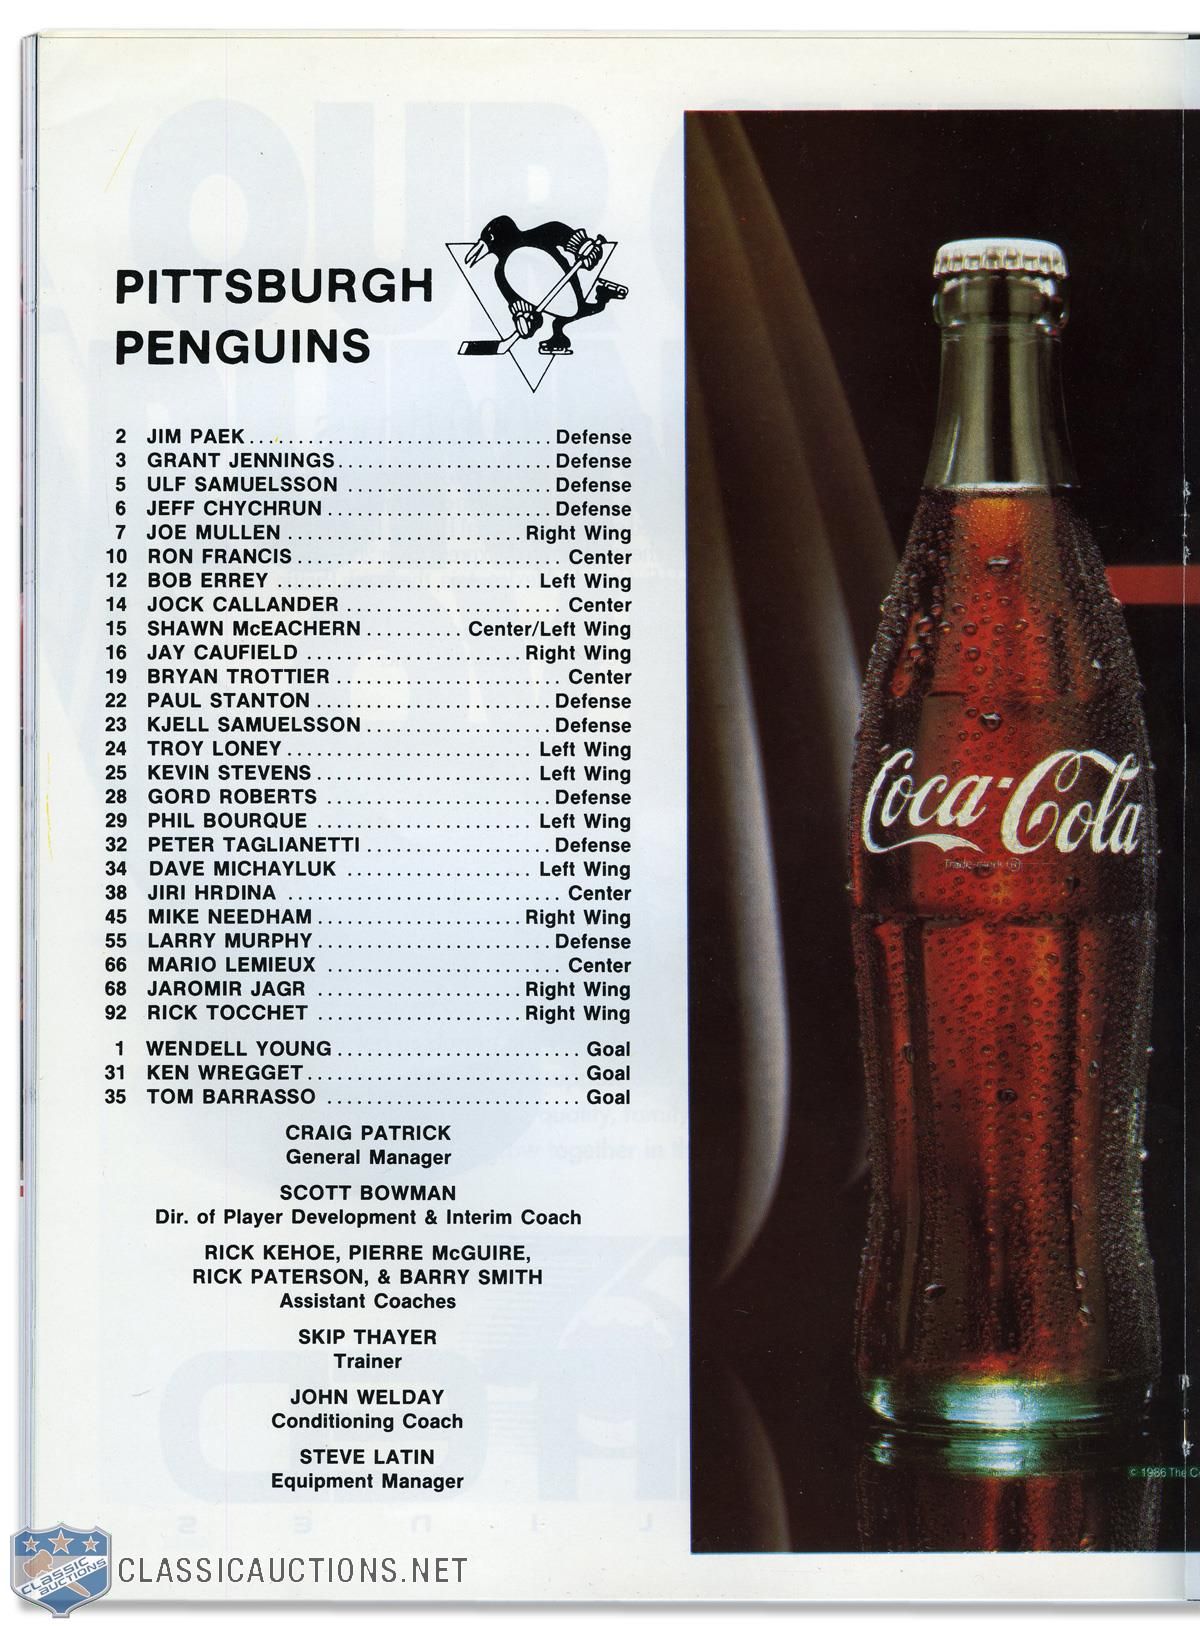 PITTSBURGH
PENGUINS
2 JIM PAEK.............................. Defense
3 GRANT JENNINGS...................... Defense
5 ULF SAMUELSSON ..................... Defense
6 JEFF CHYCHRUN ....................... Defense
7 JOE MULLEN ........................ Right Wing
10 RON FRANCIS........................... Center
12 BOB ERREY .......................... Left Wing
14 JOCK CALLANDER ...................... Center
15 SHAWN McEACHERN .......... Center/Left Wing
16 JAY CAUFIELD ...................... Right Wing
19 BRYAN TROTTIER ....................... Center
22 PAUL STANTON ........................ Defense
23 KJELL SAMUELSSON ................... Defense
24 TROY LONEY ......................... Left Wing
25 KEVIN STEVENS ...................... Left Wing
28 GORD ROBERTS ....................... Defense
29 PHIL BOURQUE ...................... Left Wing
32 PETER TAGLIANETTI ................... Defense
34 DAVE MICHAYLUK ................... Left Wing
38 JIRI HRDINA ............................ Center
45 MIKE NEEDHAM ..................... Right Wing
55 LARRY MURPHY ........................ Defense
66 MARIO LEMIEUX ........................ Center
68 JAROMIR JAGR ..................... Right Wing
92 RICK TOCCHET ..................... Right Wing
1 WENDELL YOUNG ......................... Goal
31 KEN WREGGET............................ Goal
35 TOM BARRASSO .......................... Goal
CRAIG PATRICK
General Manager
SCOTT BOWMAN
Dir. of Player Development & Interim Coach
RICK KEHOE, PIERRE McGUIRE,
RICK PATERSON, & BARRY SMITH
Assistant Coaches
SKIP THAYER
Trainer
JOHN WELDAY
Conditioning Coach
STEVE LATIN
Equipment Manager
Coca-Cola
Trade-mark ®
© 1986 The C
CLASSIC
AUCTIONS
CLASSICAUCTIONS.NET